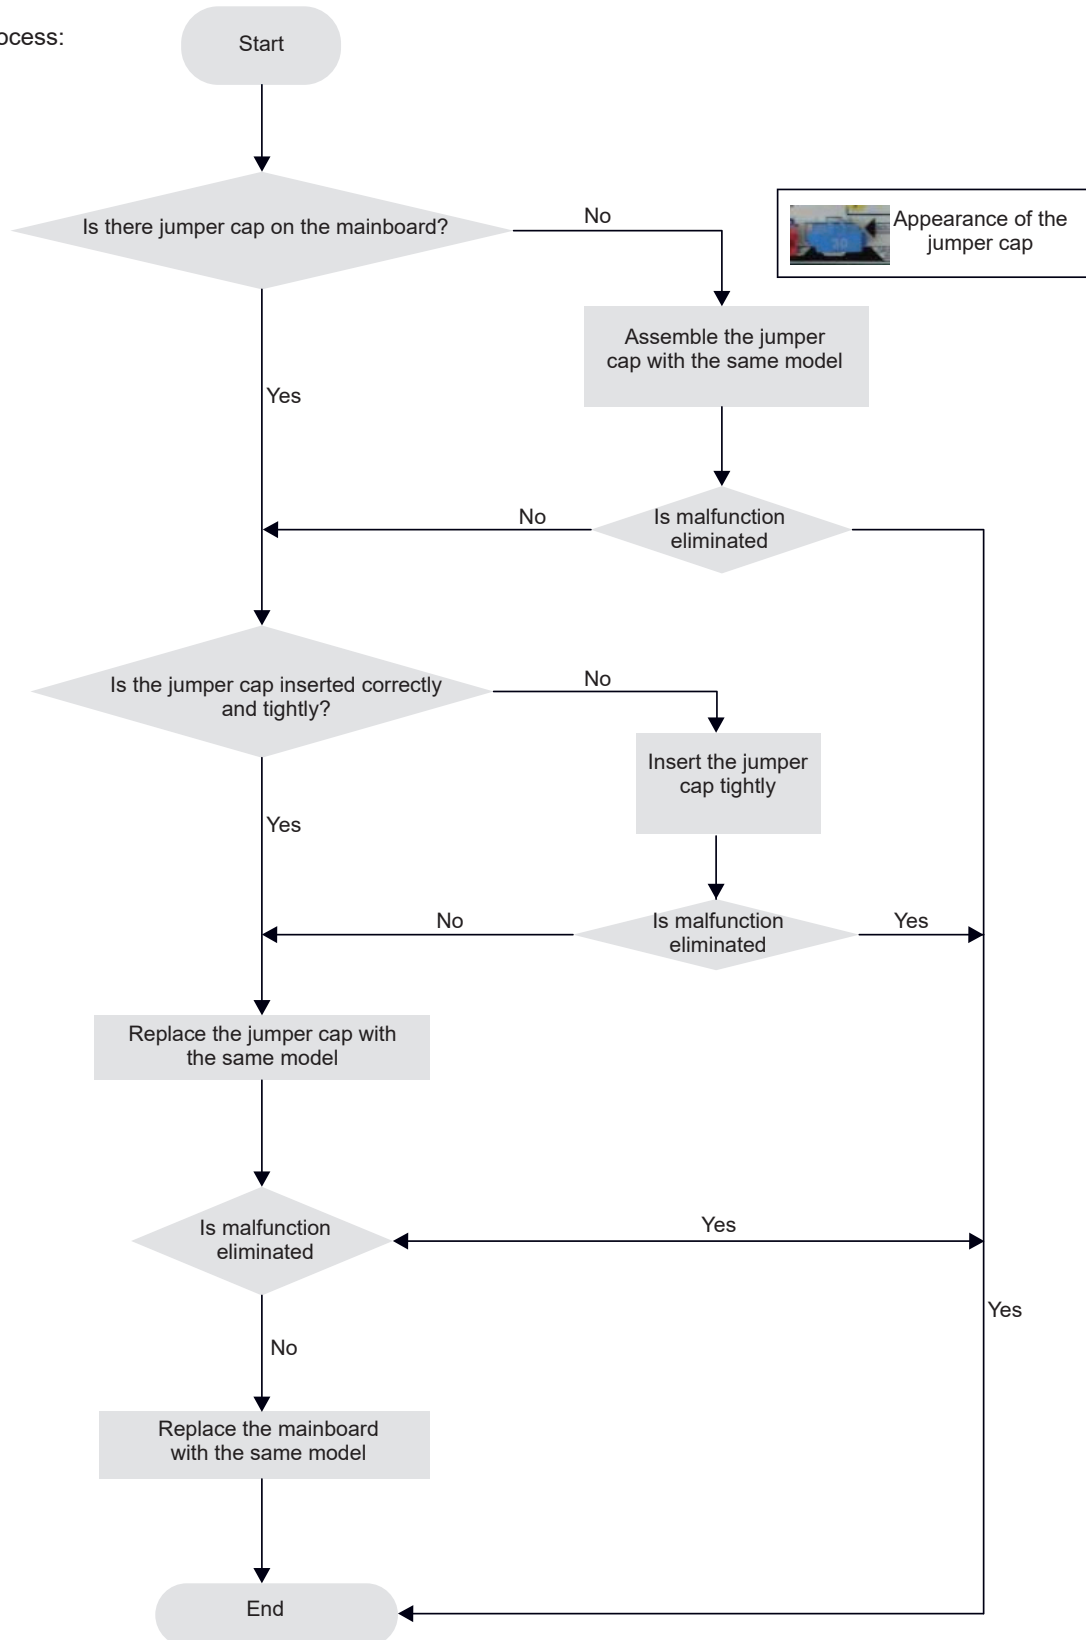 ocess:
Start
Is there jumper cap on the mainboard?
No
Appearance of the
jumper cap
20
Assemble the jumper
cap with the same model
Yes
No
Is malfunction
eliminated
Is the jumper cap inserted correctly
and tightly?
No
Insert the jumper
cap tightly
Yes
No
Is malfunction
eliminated
Yes
Replace the jumper cap with
the same model
Is malfunction
eliminated
Yes
Yes
No
Replace the mainboard
with the same model
End